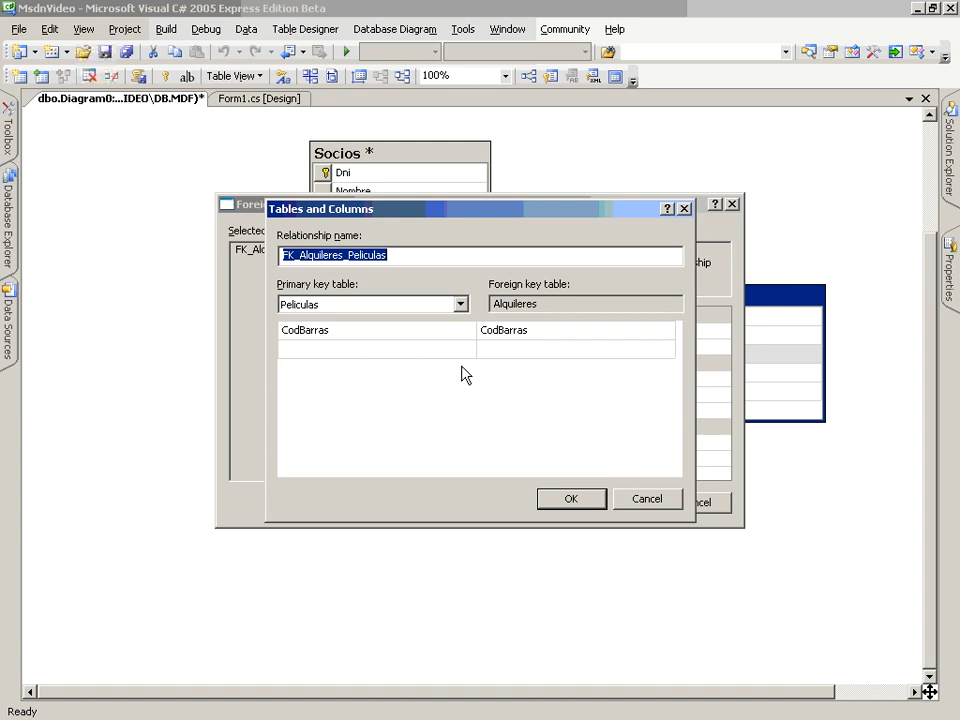 MsdnVideo - Microsoft Visual C# 2005 Express Edition Beta
File Edit View Project Build Debug Data Table Designer Database Diagram Tools Window Community Help
Table View 100%
dbo.Diagram0:...IDEO\DB.MDF)* Form1.cs [Design]
Toolbox
Database Explorer
Data Sources
Solution Explorer
Properties
Socios *
Dni
Nombre
Forei
Selected
FK_Alq
hip
ncel
Tables and Columns
Relationship name:
FK_Alquileres_Peliculas
Primary key table: Foreign key table:
Peliculas Alquileres
CodBarras CodBarras
OK Cancel
Ready